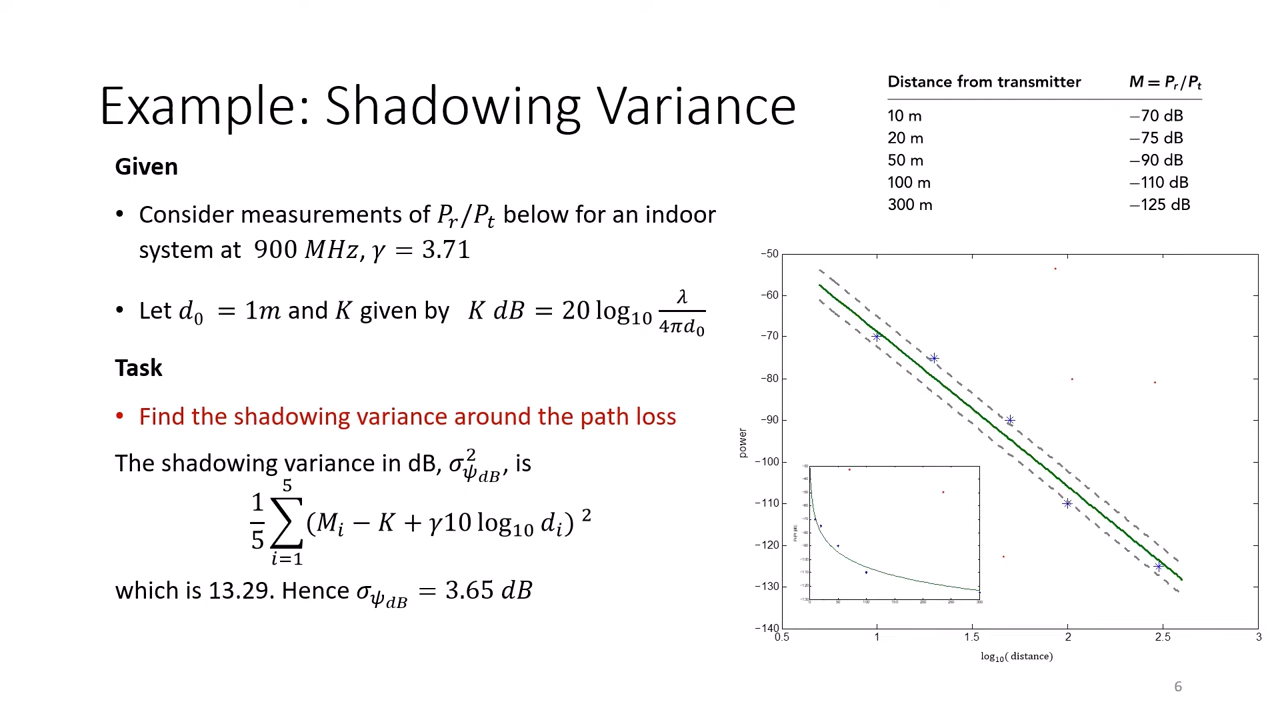 Example: Shadowing Variance
Given
• Consider measurements of P_r/P_t below for an indoor
system at 900 MHz, γ = 3.71
• Let d_0 = 1m and K given by K dB = 20 log_10 λ/4πd_0
Task
• Find the shadowing variance around the path loss
The shadowing variance in dB, σ²_ψ_dB, is
1/5 ∑_{i=1}^{5} (M_i − K + γ10 log_10 d_i) ²
which is 13.29. Hence σ_ψ_dB = 3.65 dB
Distance from transmitter M = P_r/P_t
10 m −70 dB
20 m −75 dB
50 m −90 dB
100 m −110 dB
300 m −125 dB
−50
−60
−70
−80
−90
−100
−110
−120
−130
−140
power
0.5 1 1.5 2 2.5 3
log_10( distance)
6